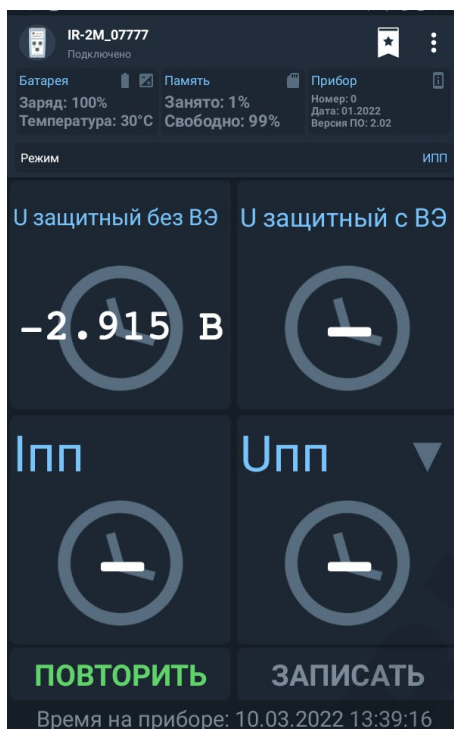 IR-2M_07777
Подключено
Батарея
Заряд: 100%
Температура: 30°C
Память
Занято: 1%
Свободно: 99%
Прибор
Номер: 0
Дата: 01.2022
Версия ПО: 2.02
Режим
ИПП
U защитный без ВЭ
-2.915 В
U защитный с ВЭ
–
Iпп
–
Uпп
–
ПОВТОРИТЬ
ЗАПИСАТЬ
Время на приборе: 10.03.2022 13:39:16